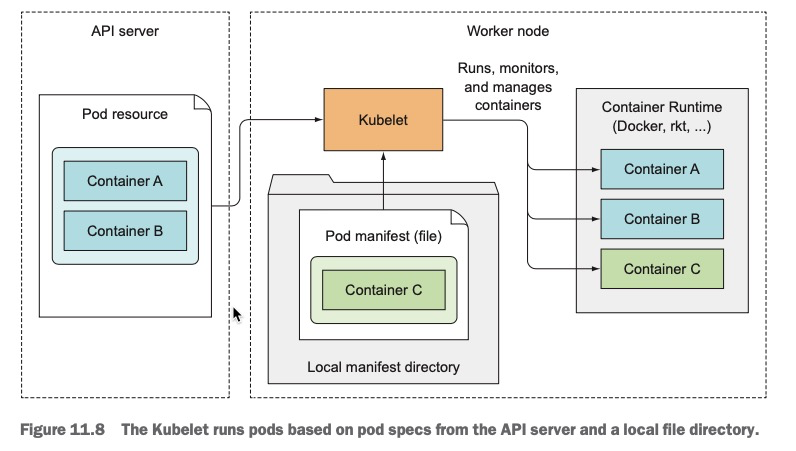 API server
Worker node
Pod resource
Container A
Container B
Kubelet
Runs, monitors,
and manages
containers
Container Runtime
(Docker, rkt, ...)
Container A
Container B
Container C
Pod manifest (file)
Container C
Local manifest directory
Figure 11.8 The Kubelet runs pods based on pod specs from the API server and a local file directory.